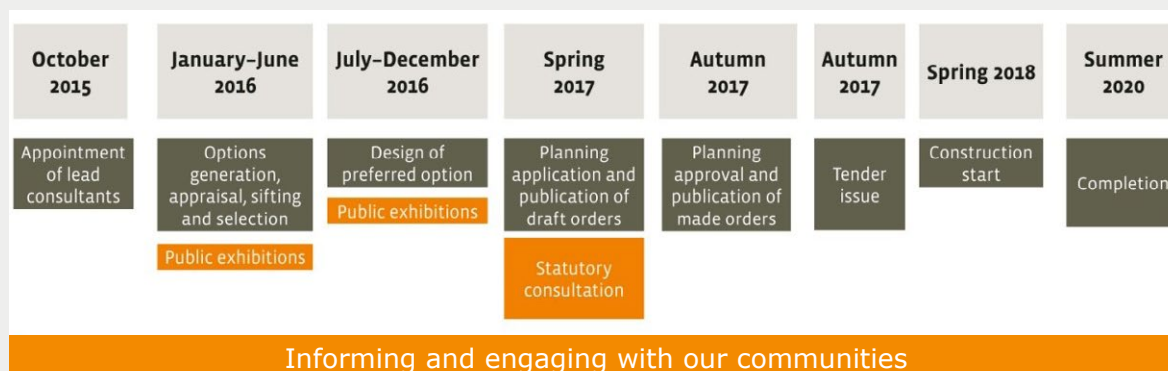 October
2015
January–June
2016
July–December
2016
Spring
2017
Autumn
2017
Autumn
2017
Spring 2018
Summer
2020
Appointment
of lead
consultants
Options
generation,
appraisal, sifting
and selection
Public exhibitions
Design of
preferred option
Public exhibitions
Planning
application and
publication of
draft orders
Statutory
consultation
Planning
approval and
publication of
made orders
Tender
issue
Construction
start
Completion
Informing and engaging with our communities